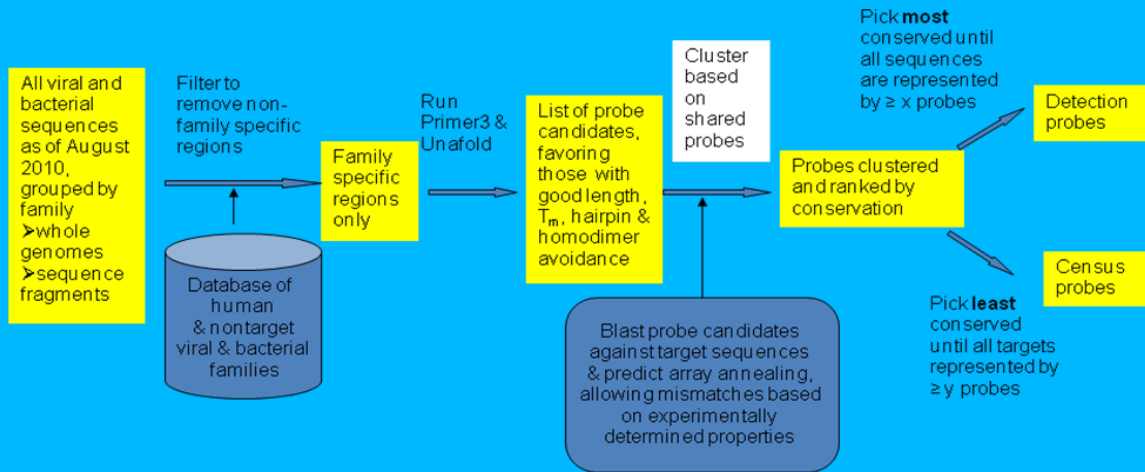 All viral and
bacterial
sequences
as of August
2010,
grouped by
family
➢whole
genomes
➢sequence
fragments
Filter to
remove non-
family specific
regions
Database of
human
& nontarget
viral & bacterial
families
Family
specific
regions
only
Run
Primer3 &
Unafold
List of probe
candidates,
favoring
those with
good length,
Tm, hairpin &
homodimer
avoidance
Cluster
based
on
shared
probes
Blast probe candidates
against target sequences
& predict array annealing,
allowing mismatches based
on experimentally
determined properties
Probes clustered
and ranked by
conservation
Pick most
conserved until
all sequences
are represented
by ≥ x probes
Detection
probes
Census
probes
Pick least
conserved
until all targets
represented by
≥ y probes